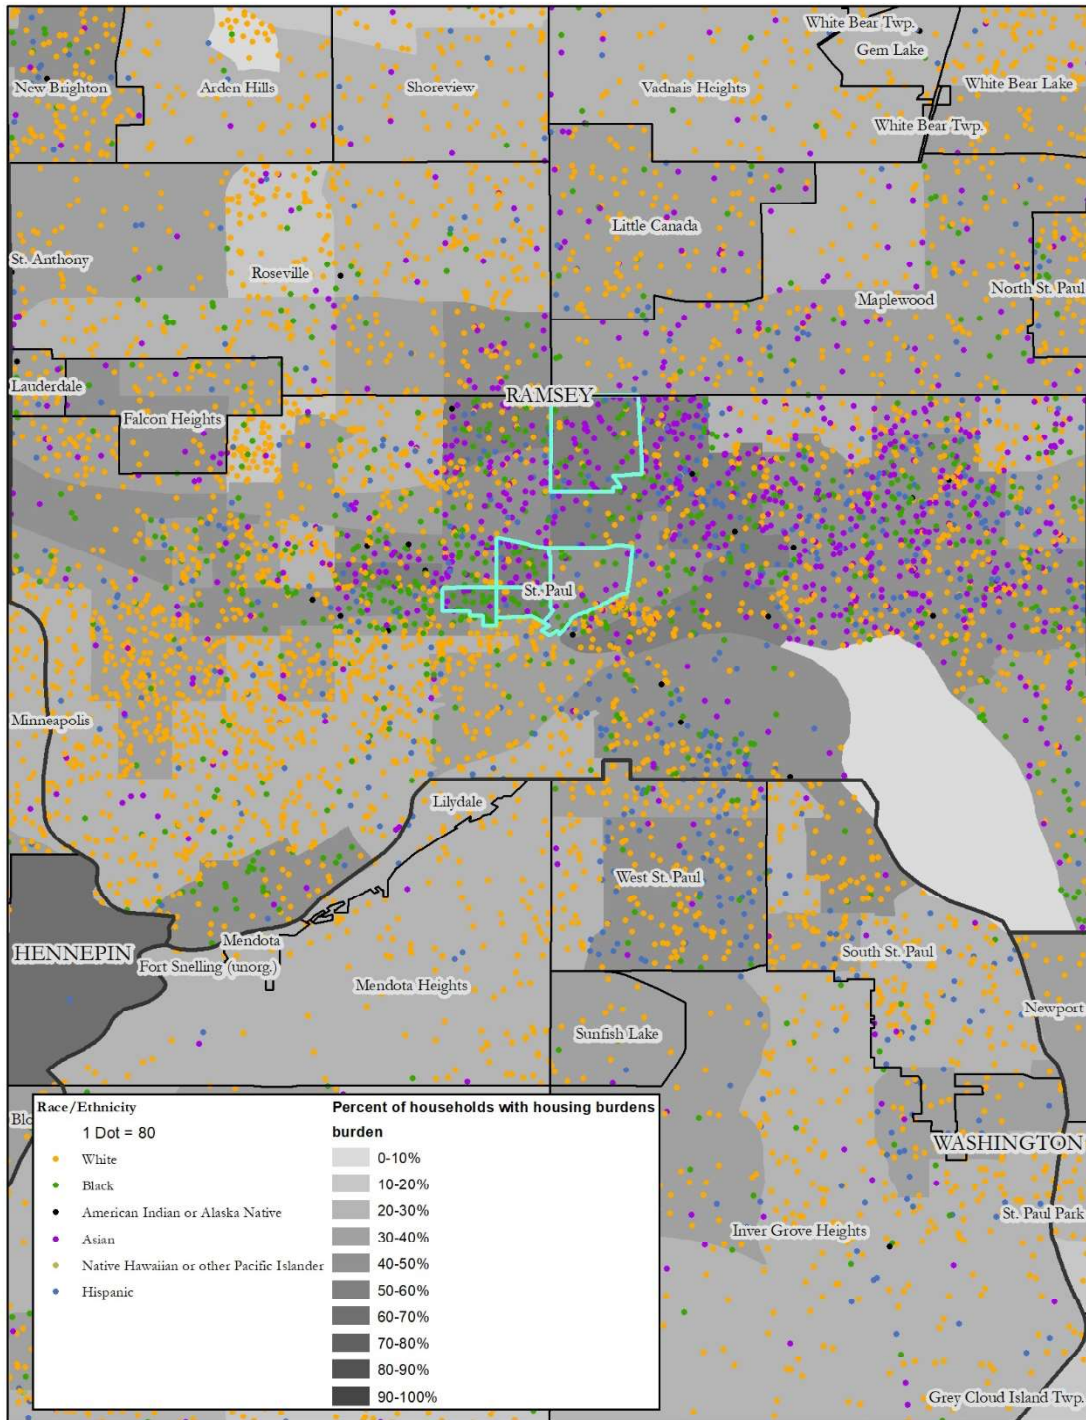 White Bear Twp.
Gem Lake
New Brighton
Arden Hills
Shoreview
Vadnais Heights
White Bear Lake
White Bear Twp.
Little Canada
St. Anthony
Roseville
Maplewood
North St. Paul
Lauderdale
RAMSEY
Falcon Heights
St. Paul
Minneapolis
Lilydale
West St. Paul
HENNEPIN
Mendota
Fort Snelling (unorg.)
Mendota Heights
South St. Paul
Newport
Sunfish Lake
Blo
WASHINGTON
St. Paul Park
Inver Grove Heights
Grey Cloud Island Twp.
Race/Ethnicity
1 Dot = 80
White
Black
American Indian or Alaska Native
Asian
Native Hawaiian or other Pacific Islander
Hispanic
Percent of households with housing burdens
burden
0-10%
10-20%
20-30%
30-40%
40-50%
50-60%
60-70%
70-80%
80-90%
90-100%